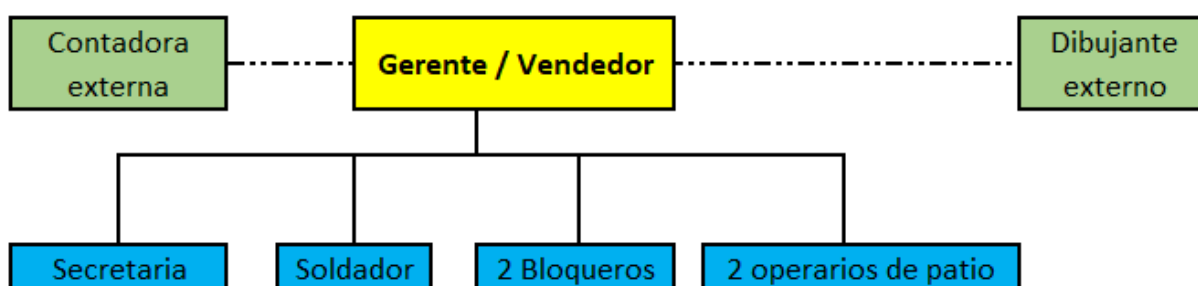 Contadora
externa
Gerente / Vendedor
Dibujante
externo
Secretaria
Soldador
2 Bloqueros
2 operarios de patio